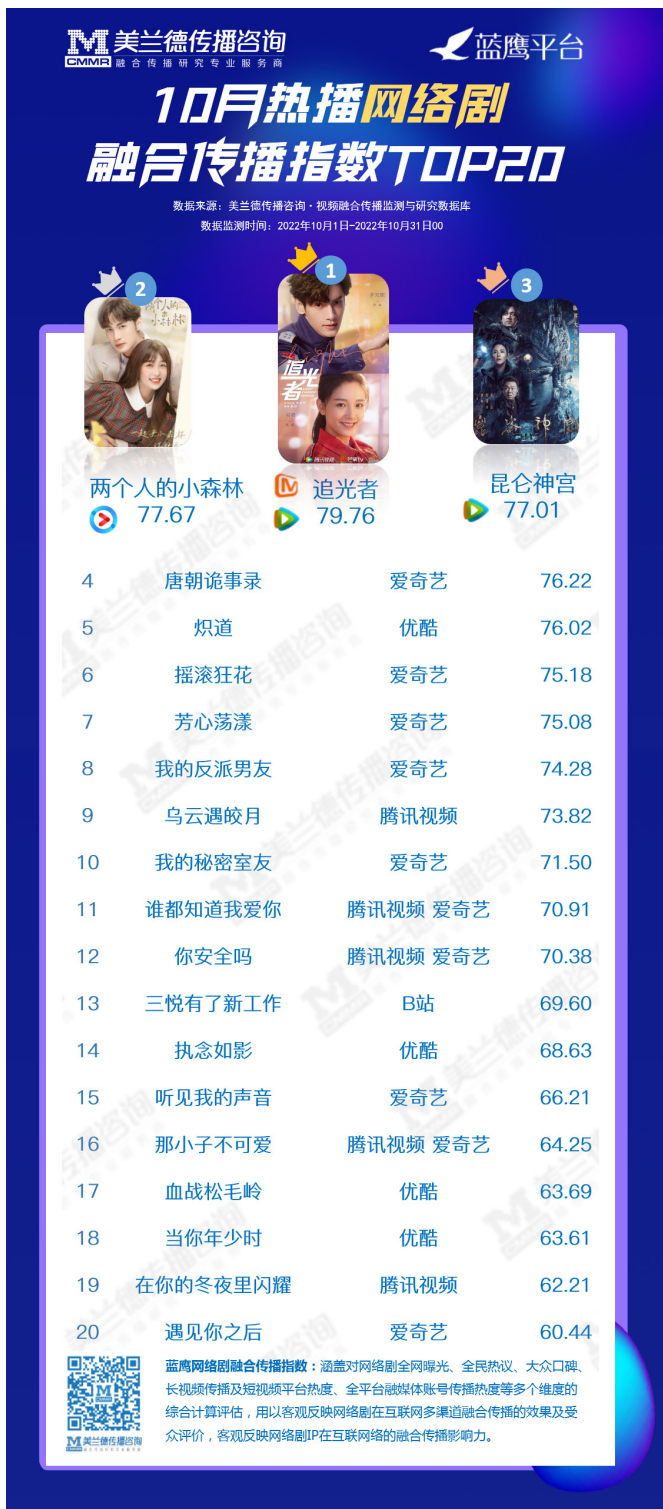 美兰德传播咨询
CMMR 融合传播研究专业服务商
蓝鹰平台
10月热播网络剧
融合传播指数TOP20
数据来源：美兰德传播咨询·视频融合传播监测与研究数据库
数据监测时间：2022年10月1日-2022年10月31日00
2
1
3
追光者
两个人的小森林
77.67
追光者
79.76
昆仑神宫
77.01
4 唐朝诡事录 爱奇艺 76.22
5 炽道 优酷 76.02
6 摇滚狂花 爱奇艺 75.18
7 芳心荡漾 爱奇艺 75.08
8 我的反派男友 爱奇艺 74.28
9 乌云遇皎月 腾讯视频 73.82
10 我的秘密室友 爱奇艺 71.50
11 谁都知道我爱你 腾讯视频 爱奇艺 70.91
12 你安全吗 腾讯视频 爱奇艺 70.38
13 三悦有了新工作 B站 69.60
14 执念如影 优酷 68.63
15 听见我的声音 爱奇艺 66.21
16 那小子不可爱 腾讯视频 爱奇艺 64.25
17 血战松毛岭 优酷 63.69
18 当你年少时 优酷 63.61
19 在你的冬夜里闪耀 腾讯视频 62.21
20 遇见你之后 爱奇艺 60.44
蓝鹰网络剧融合传播指数：涵盖对网络剧全网曝光、全民热议、大众口碑、
长视频传播及短视频平台热度、全平台融媒体账号传播热度等多个维度的
综合计算评估，用以客观反映网络剧在互联网多渠道融合传播的效果及受
众评价，客观反映网络剧IP在互联网络的融合传播影响力。
美兰德传播咨询